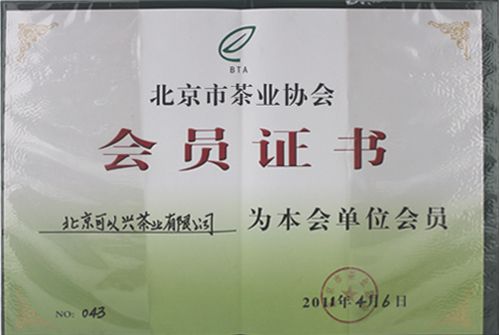 BTA
北京市茶业协会
会员证书
北京可以兴茶业有限公司 为本会单位会员
2011年4月6日
NO: 043